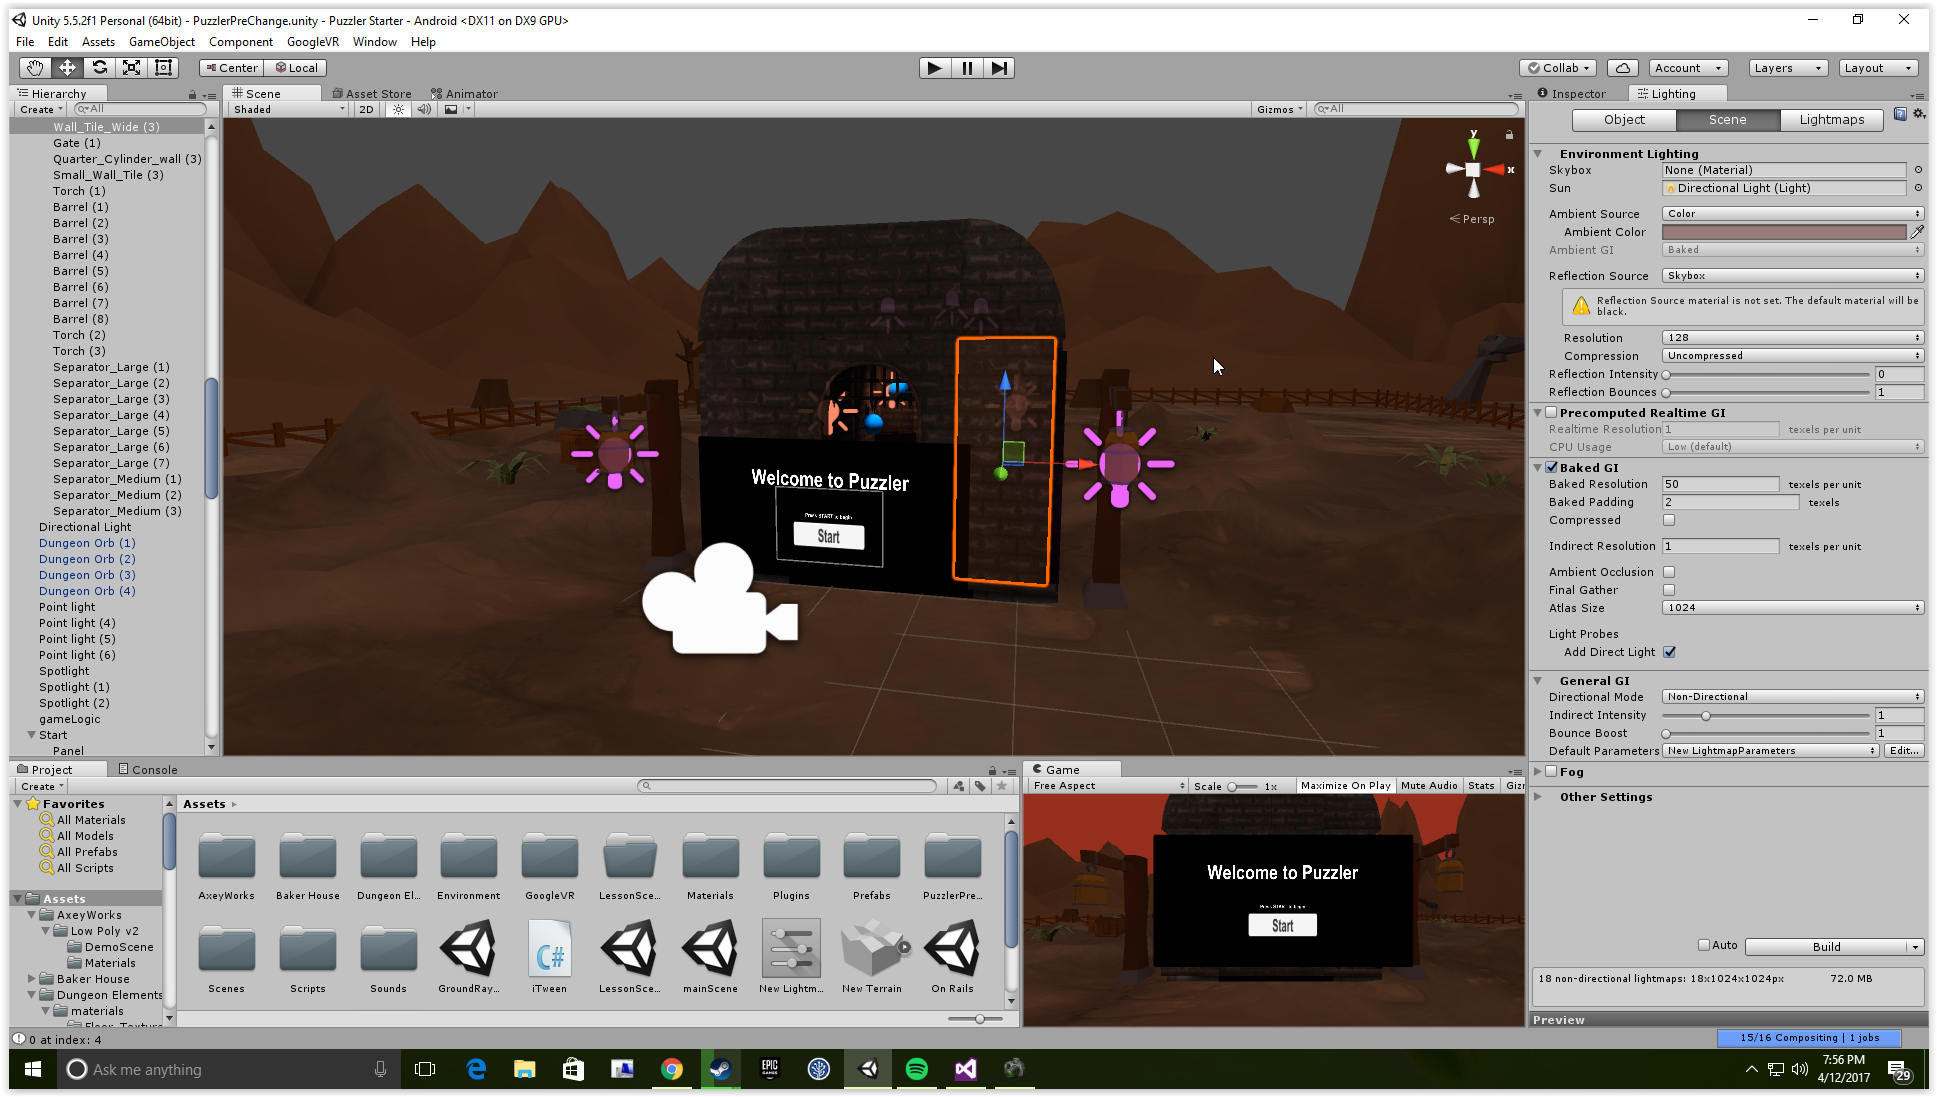 Unity 5.5.2f1 Personal (64bit) - PuzzlerPreChange.unity - Puzzler Starter - Android <DX11 on DX9 GPU>
File Edit Assets GameObject Component GoogleVR Window Help
Center Local
Collab Account Layers Layout
Hierarchy
Create All
Wall_Tile_Wide (3)
Gate (1)
Quarter_Cylinder_wall (3)
Small_Wall_Tile (3)
Torch (1)
Barrel (1)
Barrel (2)
Barrel (3)
Barrel (4)
Barrel (5)
Barrel (6)
Barrel (7)
Barrel (8)
Torch (2)
Torch (3)
Separator_Large (1)
Separator_Large (2)
Separator_Large (3)
Separator_Large (4)
Separator_Large (5)
Separator_Large (6)
Separator_Large (7)
Separator_Medium (1)
Separator_Medium (2)
Separator_Medium (3)
Directional Light
Dungeon Orb (1)
Dungeon Orb (2)
Dungeon Orb (3)
Dungeon Orb (4)
Point light
Point light (4)
Point light (5)
Point light (6)
Spotlight
Spotlight (1)
Spotlight (2)
gameLogic
Start
Panel
Scene Asset Store Animator
Shaded 2D Gizmos All
y
x
Persp
Welcome to Puzzler
Press START to begin
Start
Inspector Lighting
Object Scene Lightmaps
Environment Lighting
Skybox None (Material)
Sun Directional Light (Light)
Ambient Source Color
Ambient Color
Ambient GI Baked
Reflection Source Skybox
Reflection Source material is not set. The default material will be
black.
Resolution 128
Compression Uncompressed
Reflection Intensity 0
Reflection Bounces 1
Precomputed Realtime GI
Realtime Resolution 1 texels per unit
CPU Usage Low (default)
Baked GI
Baked Resolution 50 texels per unit
Baked Padding 2 texels
Compressed
Indirect Resolution 1 texels per unit
Ambient Occlusion
Final Gather
Atlas Size 1024
Light Probes
Add Direct Light
General GI
Directional Mode Non-Directional
Indirect Intensity 1
Bounce Boost 1
Default Parameters New LightmapParameters Edit...
Fog
Other Settings
Auto Build
18 non-directional lightmaps: 18x1024x1024px 72.0 MB
Preview
Project Console
Create
Favorites
All Materials
All Models
All Prefabs
All Scripts
Assets
AxeyWorks
Low Poly v2
DemoScene
Materials
Baker House
Dungeon Elements
materials
Floor_Texture
Assets
AxeyWorks Baker House Dungeon El... Environment GoogleVR LessonSce... Materials Plugins Prefabs PuzzlerPre...
C#
Scenes Scripts Sounds GroundRay... iTween LessonSce... mainScene New Lightm... New Terrain On Rails
Game
Free Aspect Scale 1x Maximize On Play Mute Audio Stats Giz
Welcome to Puzzler
Press START to begin
Start
0 at index: 4
15/16 Compositing | 1 jobs
Ask me anything
EPIC GAMES
7:56 PM
4/12/2017
29